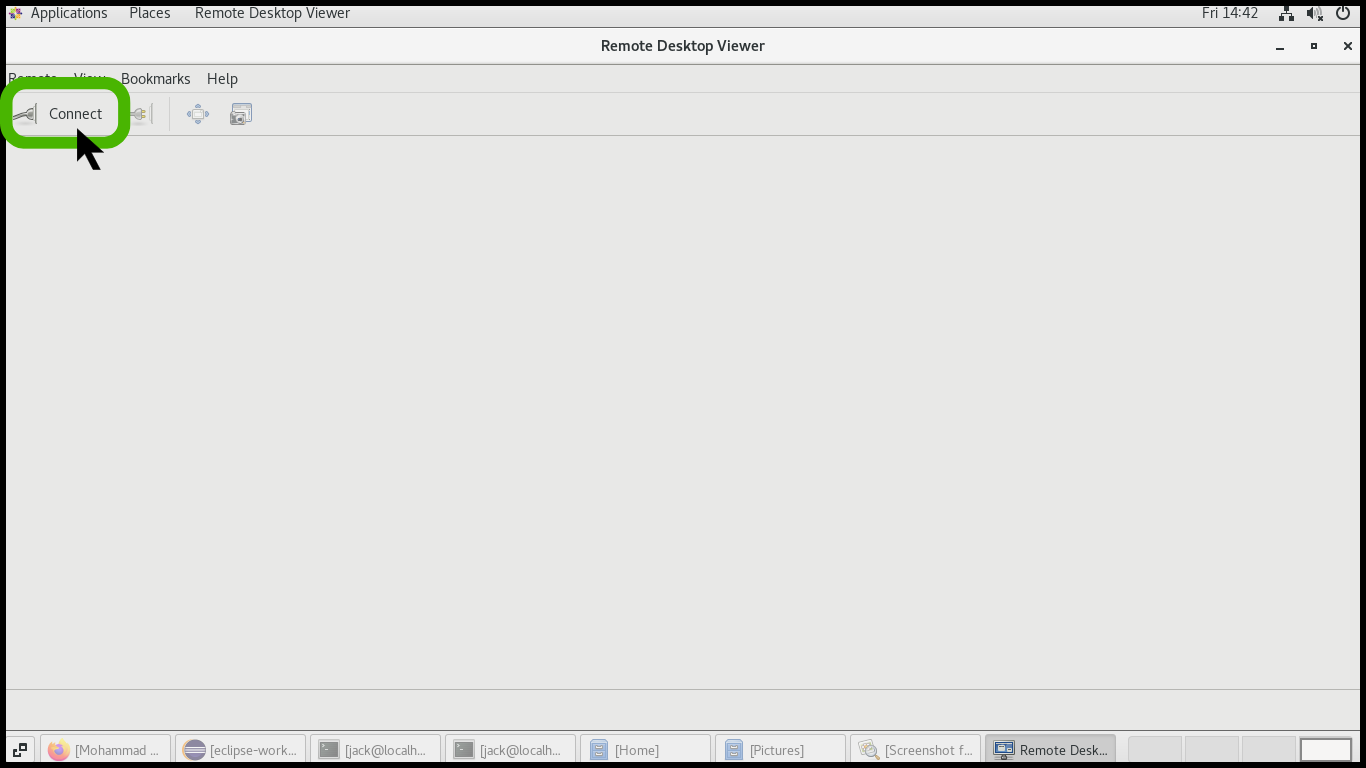 Applications Places Remote Desktop Viewer Fri 14:42
Remote Desktop Viewer
Remote View Bookmarks Help
Connect
[Mohammad ... [eclipse-work... [jack@localh... [jack@localh... [Home] [Pictures] [Screenshot f... Remote Desk...